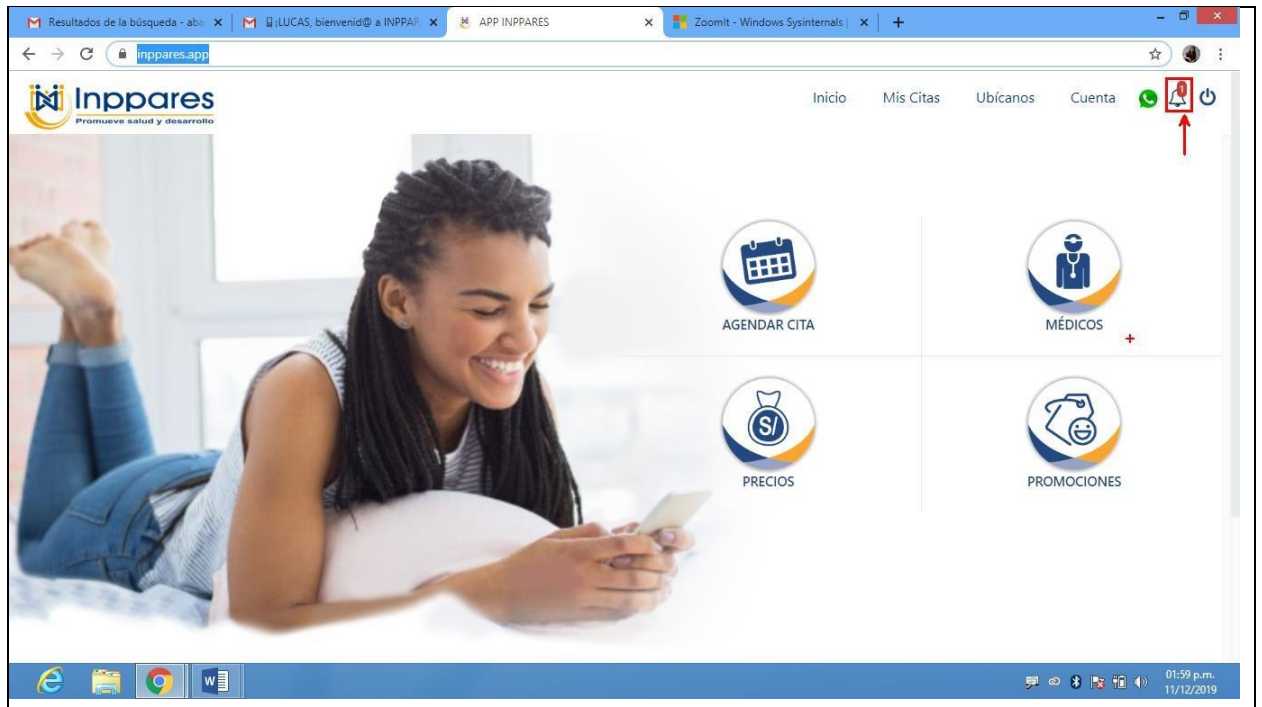 Resultados de la búsqueda - aba
¡LUCAS, bienvenid@ a INPPAR
APP INPPARES
ZoomIt - Windows Sysinternals |
inppares.app
Inppares
Promueve salud y desarrollo
Inicio Mis Citas Ubícanos Cuenta
AGENDAR CITA
MÉDICOS
S/
PRECIOS
PROMOCIONES
01:59 p.m.
11/12/2019